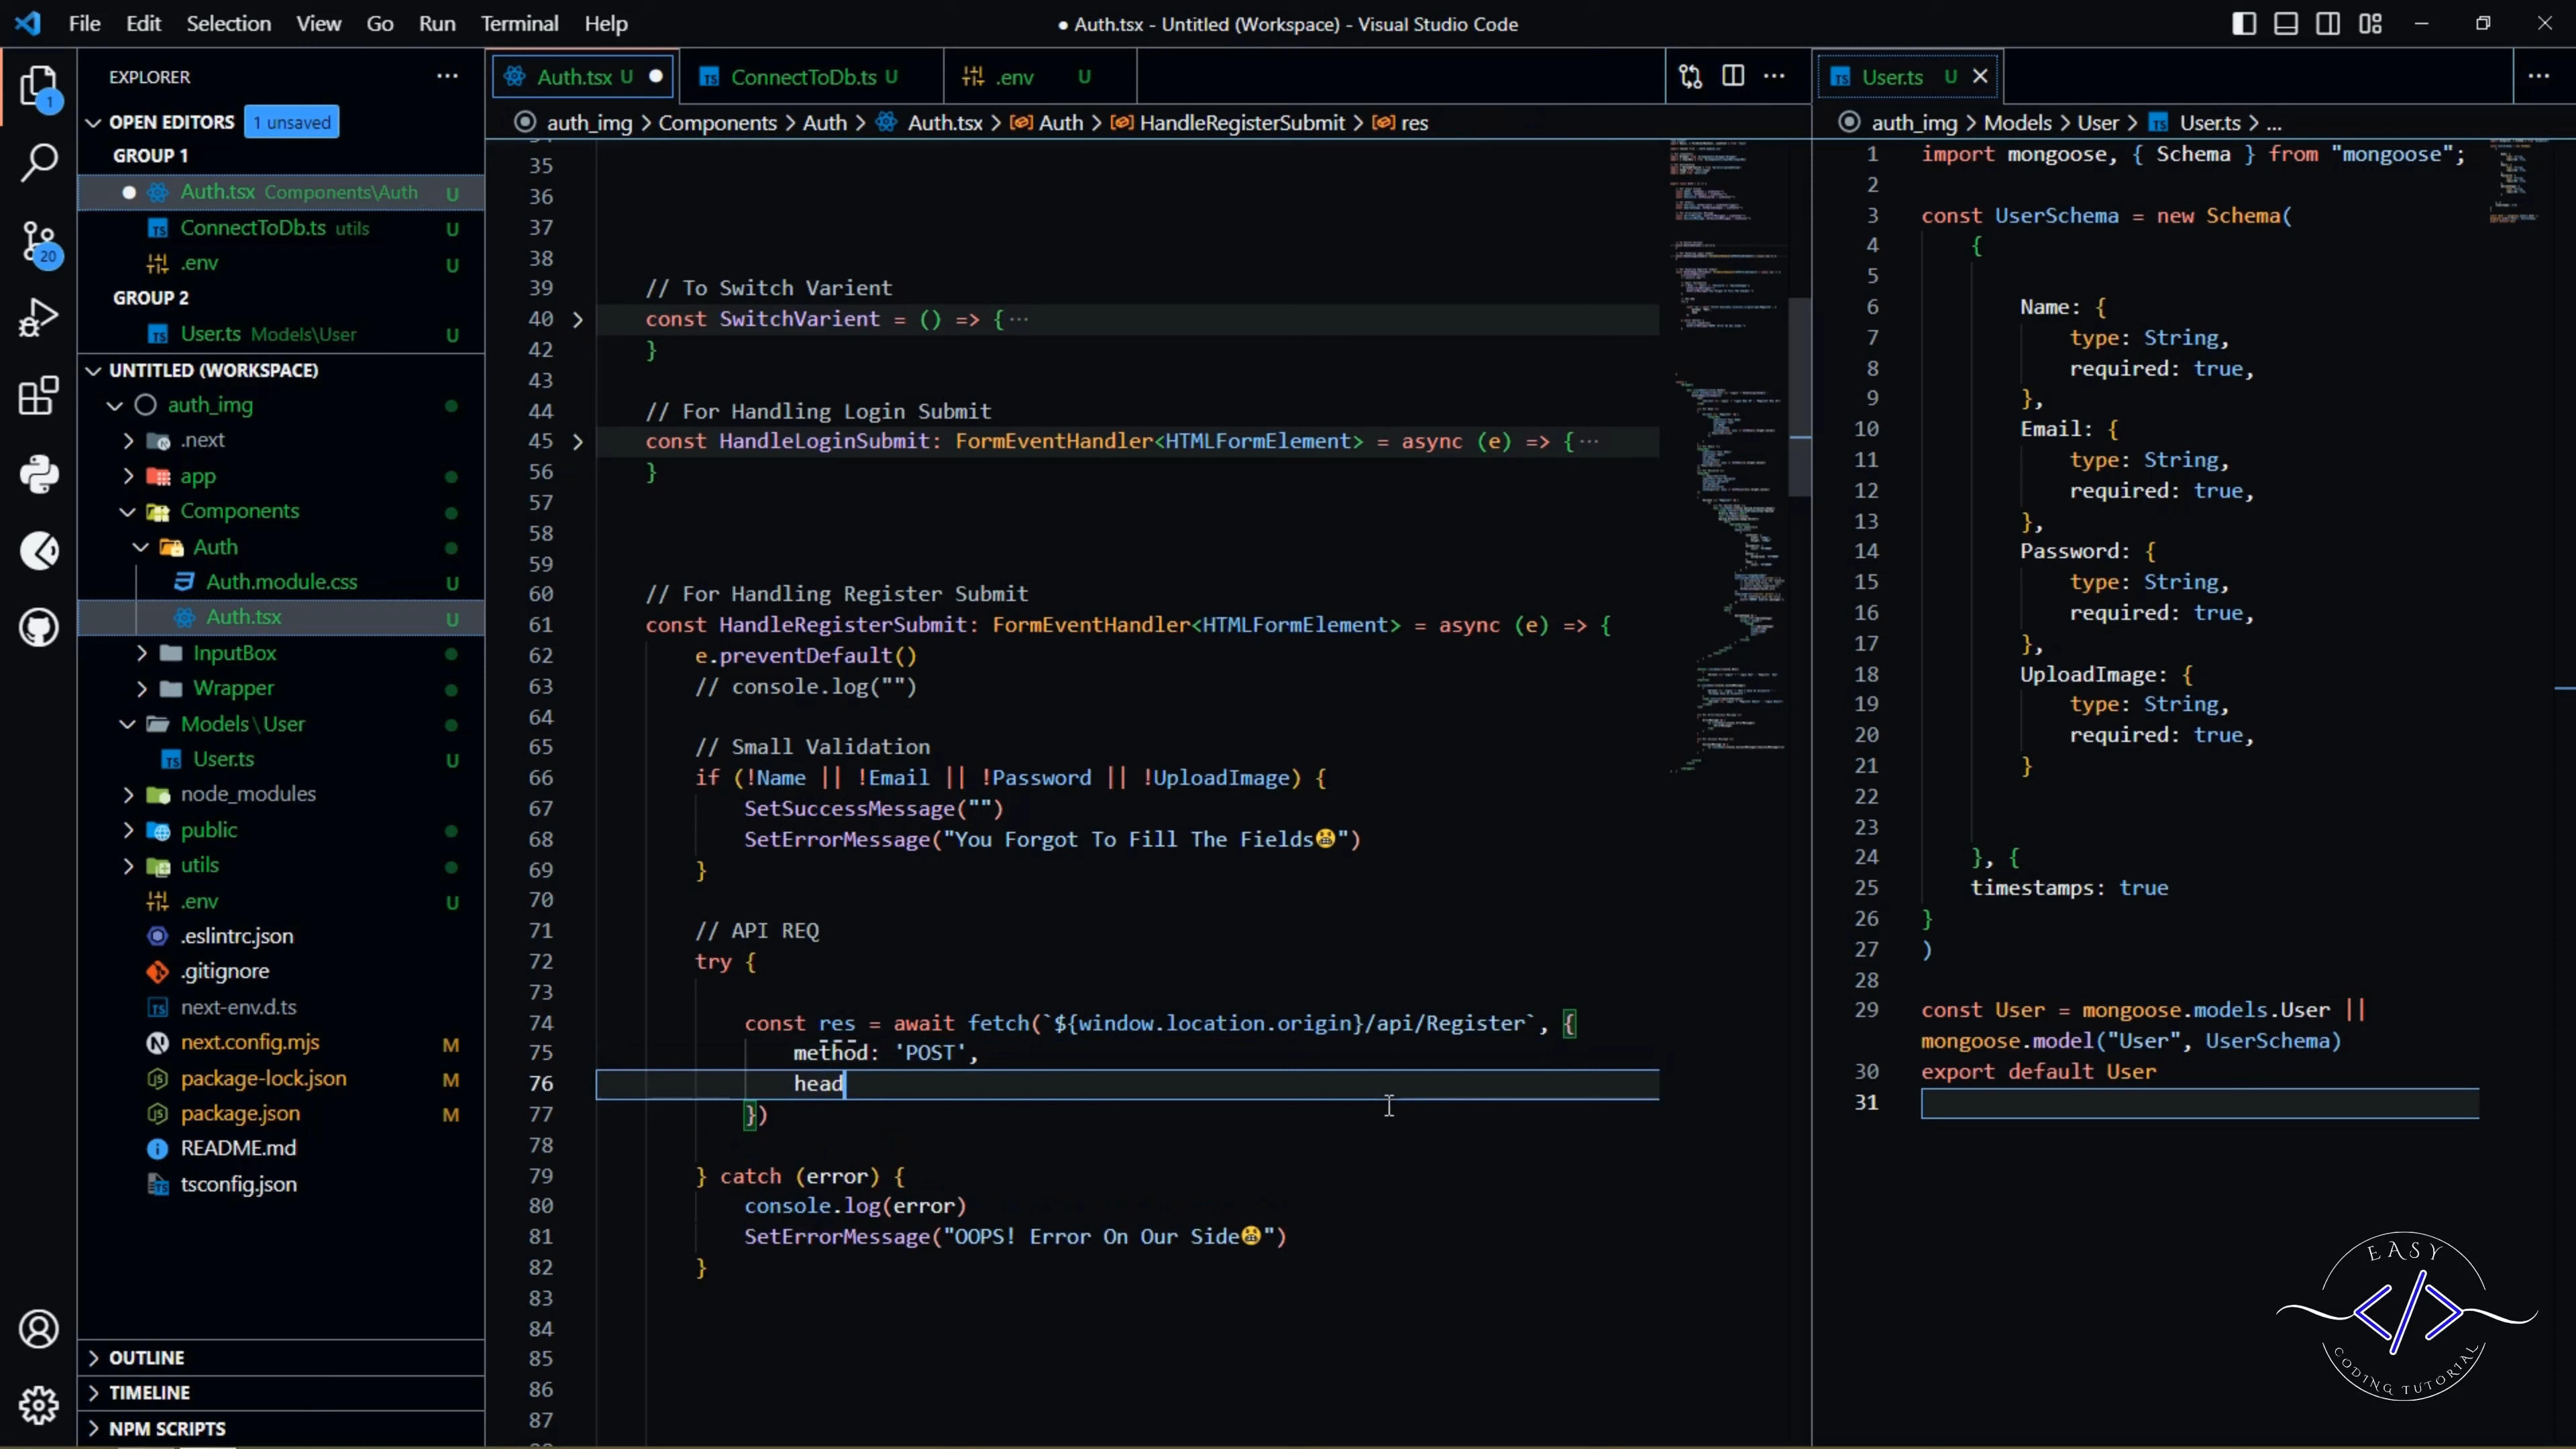 File Edit Selection View Go Run Terminal Help
● Auth.tsx - Untitled (Workspace) - Visual Studio Code
EXPLORER
OPEN EDITORS 1 unsaved
GROUP 1
Auth.tsx Components\Auth U
ConnectToDb.ts utils U
.env U
GROUP 2
User.ts Models\User U
UNTITLED (WORKSPACE)
auth_img
.next
app
Components
Auth
Auth.module.css U
Auth.tsx U
InputBox
Wrapper
Models\User
User.ts U
node_modules
public
utils
.env U
.eslintrc.json
.gitignore
next-env.d.ts
next.config.mjs M
package-lock.json M
package.json M
README.md
tsconfig.json
OUTLINE
TIMELINE
NPM SCRIPTS
1
20
Auth.tsx U
ConnectToDb.ts U
.env U
auth_img > Components > Auth > Auth.tsx > Auth > HandleRegisterSubmit > res
35
36
37
38
39 // To Switch Varient
40 const SwitchVarient = () => {···
42 }
43
44 // For Handling Login Submit
45 const HandleLoginSubmit: FormEventHandler<HTMLFormElement> = async (e) => {···
56 }
57
58
59
60 // For Handling Register Submit
61 const HandleRegisterSubmit: FormEventHandler<HTMLFormElement> = async (e) => {
62 e.preventDefault()
63 // console.log("")
64
65 // Small Validation
66 if (!Name || !Email || !Password || !UploadImage) {
67 SetSuccessMessage("")
68 SetErrorMessage("You Forgot To Fill The Fields😫")
69 }
70
71 // API REQ
72 try {
73
74 const res = await fetch(`${window.location.origin}/api/Register`, {
75 method: 'POST',
76 head
77 })
78
79 } catch (error) {
80 console.log(error)
81 SetErrorMessage("OOPS! Error On Our Side😫")
82 }
83
84
85
86
87
User.ts U
auth_img > Models > User > User.ts > ...
1 import mongoose, { Schema } from "mongoose";
2
3 const UserSchema = new Schema(
4 {
5
6 Name: {
7 type: String,
8 required: true,
9 },
10 Email: {
11 type: String,
12 required: true,
13 },
14 Password: {
15 type: String,
16 required: true,
17 },
18 UploadImage: {
19 type: String,
20 required: true,
21 }
22
23
24 }, {
25 timestamps: true
26 }
27 )
28
29 const User = mongoose.models.User ||
mongoose.model("User", UserSchema)
30 export default User
31
EASY
</>
CODING TUTORIAL